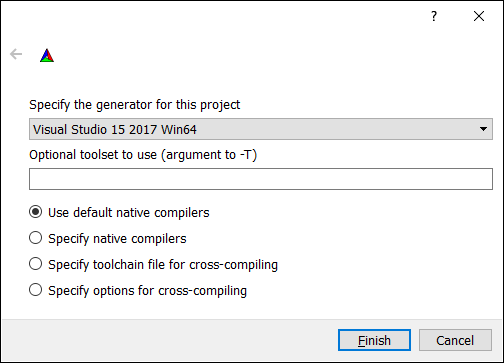 ?
Specify the generator for this project
Visual Studio 15 2017 Win64
Optional toolset to use (argument to -T)
Use default native compilers
Specify native compilers
Specify toolchain file for cross-compiling
Specify options for cross-compiling
Finish Cancel